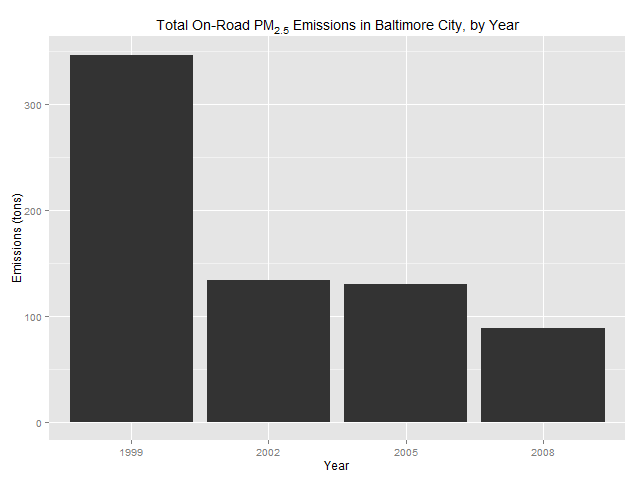 Total On-Road PM2.5 Emissions in Baltimore City, by Year
Emissions (tons)
300
200
100
0
1999 2002 2005 2008
Year